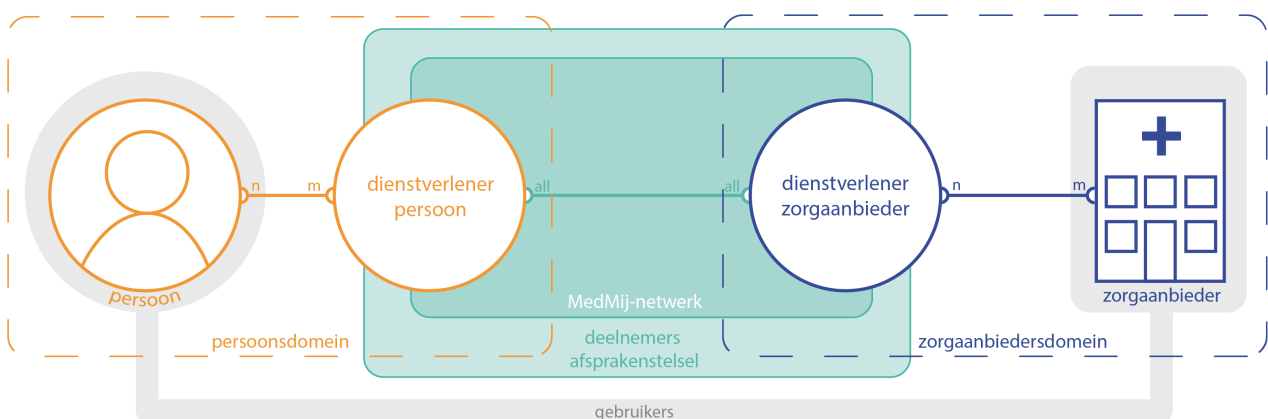 n
m
dienstverlener
persoon
all
all
dienstverlener
zorgaanbieder
n
m
persoon
MedMij-netwerk
zorgaanbieder
persoonsdomein
deelnemers
afsprakenstelsel
zorgaanbiedersdomein
gebruikers